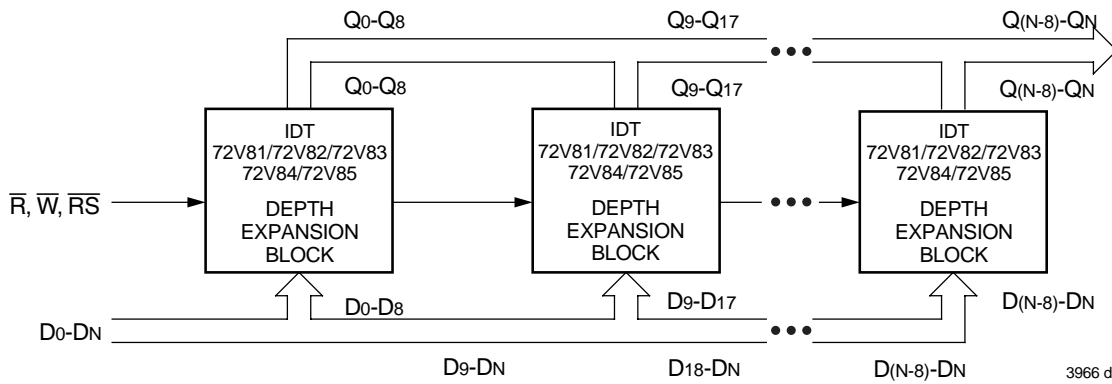 Q0-Q8 Q9-Q17 Q(N-8)-QN
Q0-Q8 Q9-Q17 Q(N-8)-QN
IDT
72V81/72V82/72V83
72V84/72V85
DEPTH
EXPANSION
BLOCK
IDT
72V81/72V82/72V83
72V84/72V85
DEPTH
EXPANSION
BLOCK
IDT
72V81/72V82/72V83
72V84/72V85
DEPTH
EXPANSION
BLOCK
R̅, W̅, R̅S̅
D0-D8 D9-D17 D(N-8)-DN
D0-DN
D9-DN D18-DN D(N-8)-DN
3966 d